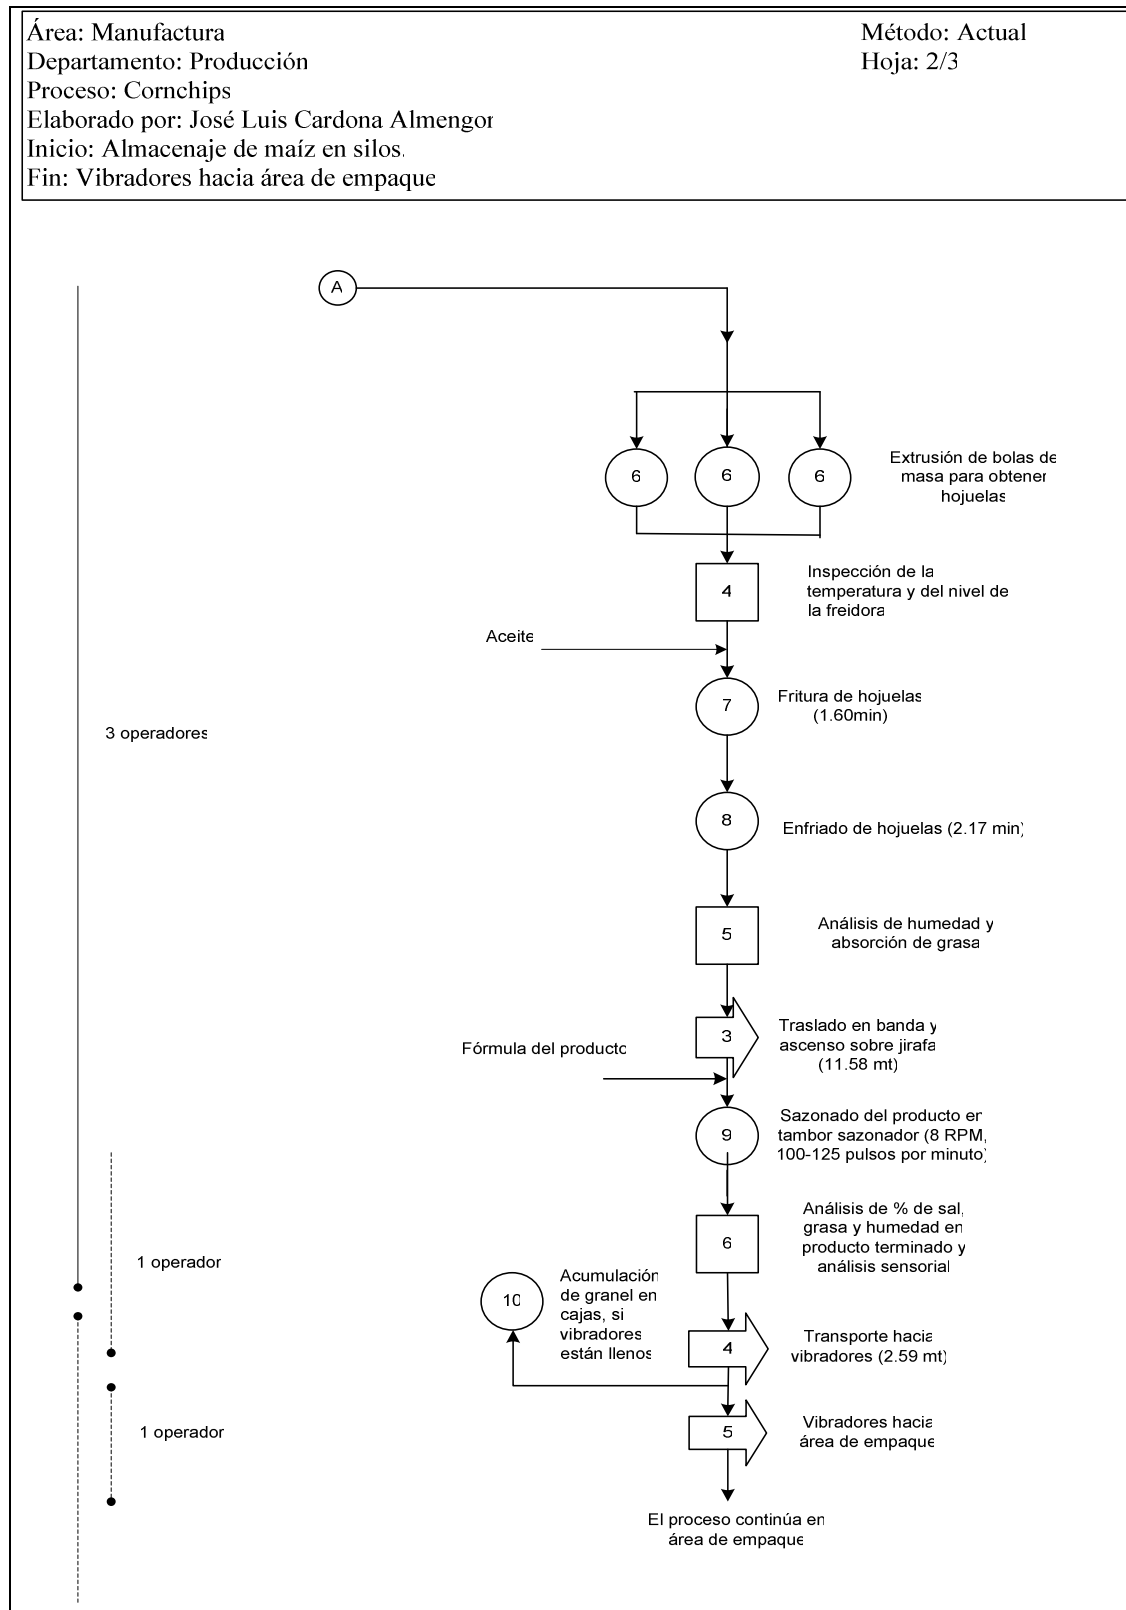 Área: Manufactura
Método: Actual
Departamento: Producción
Hoja: 2/3
Proceso: Cornchips
Elaborado por: José Luis Cardona Almengor
Inicio: Almacenaje de maíz en silos.
Fin: Vibradores hacia área de empaque
A
6
6
6
Extrusión de bolas de
masa para obtener
hojuelas
4
Inspección de la
temperatura y del nivel de
la freidora
Aceite
7
Fritura de hojuelas
(1.60min)
3 operadores
8
Enfriado de hojuelas (2.17 min)
5
Análisis de humedad y
absorción de grasa
3
Traslado en banda y
ascenso sobre jirafa
(11.58 mt)
Fórmula del producto
9
Sazonado del producto en
tambor sazonador (8 RPM,
100-125 pulsos por minuto)
6
Análisis de % de sal,
grasa y humedad en
producto terminado y
análisis sensorial
1 operador
10
Acumulación
de granel en
cajas, si
vibradores
están llenos
4
Transporte hacia
vibradores (2.59 mt)
1 operador
5
Vibradores hacia
área de empaque
El proceso continúa en
área de empaque